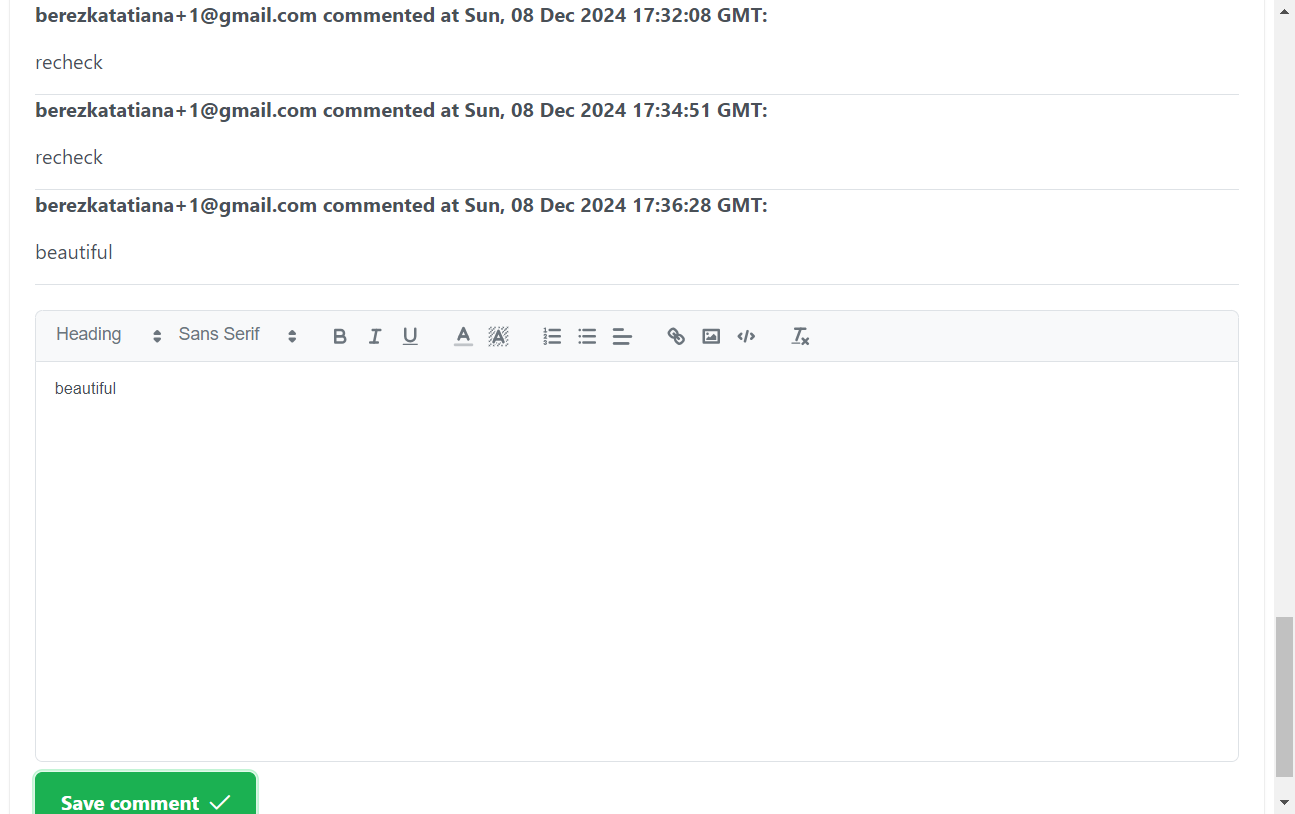 berezkatatiana+1@gmail.com commented at Sun, 08 Dec 2024 17:32:08 GMT:
recheck
berezkatatiana+1@gmail.com commented at Sun, 08 Dec 2024 17:34:51 GMT:
recheck
berezkatatiana+1@gmail.com commented at Sun, 08 Dec 2024 17:36:28 GMT:
beautiful
Heading Sans Serif
beautiful
Save comment